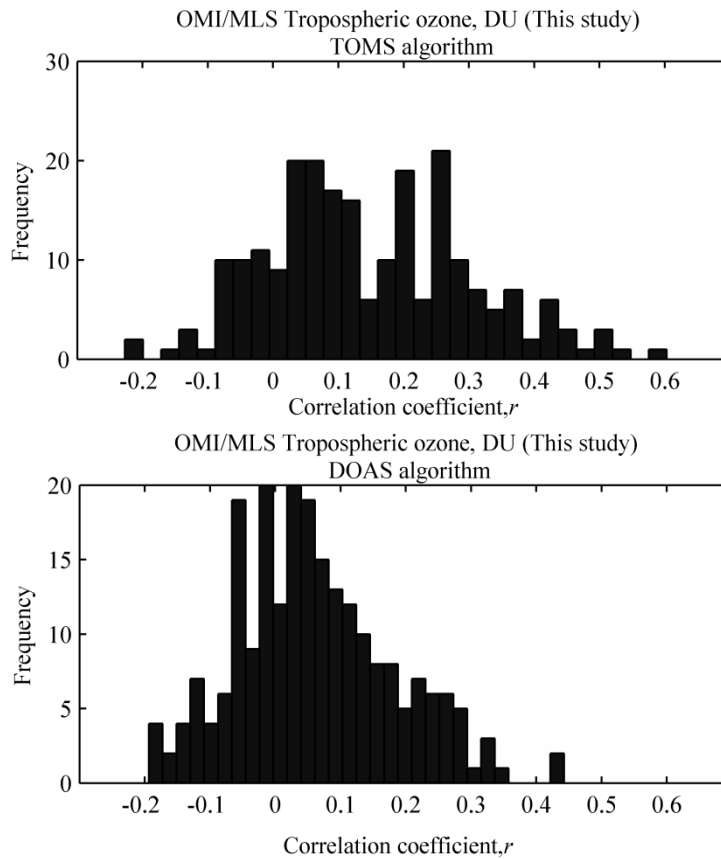 OMI/MLS Tropospheric ozone, DU (This study)
TOMS algorithm
30
20
10
0
Frequency
-0.2 -0.1 0 0.1 0.2 0.3 0.4 0.5 0.6
Correlation coefficient,r
OMI/MLS Tropospheric ozone, DU (This study)
DOAS algorithm
20
15
10
5
0
Frequency
-0.2 -0.1 0 0.1 0.2 0.3 0.4 0.5 0.6
Correlation coefficient,r